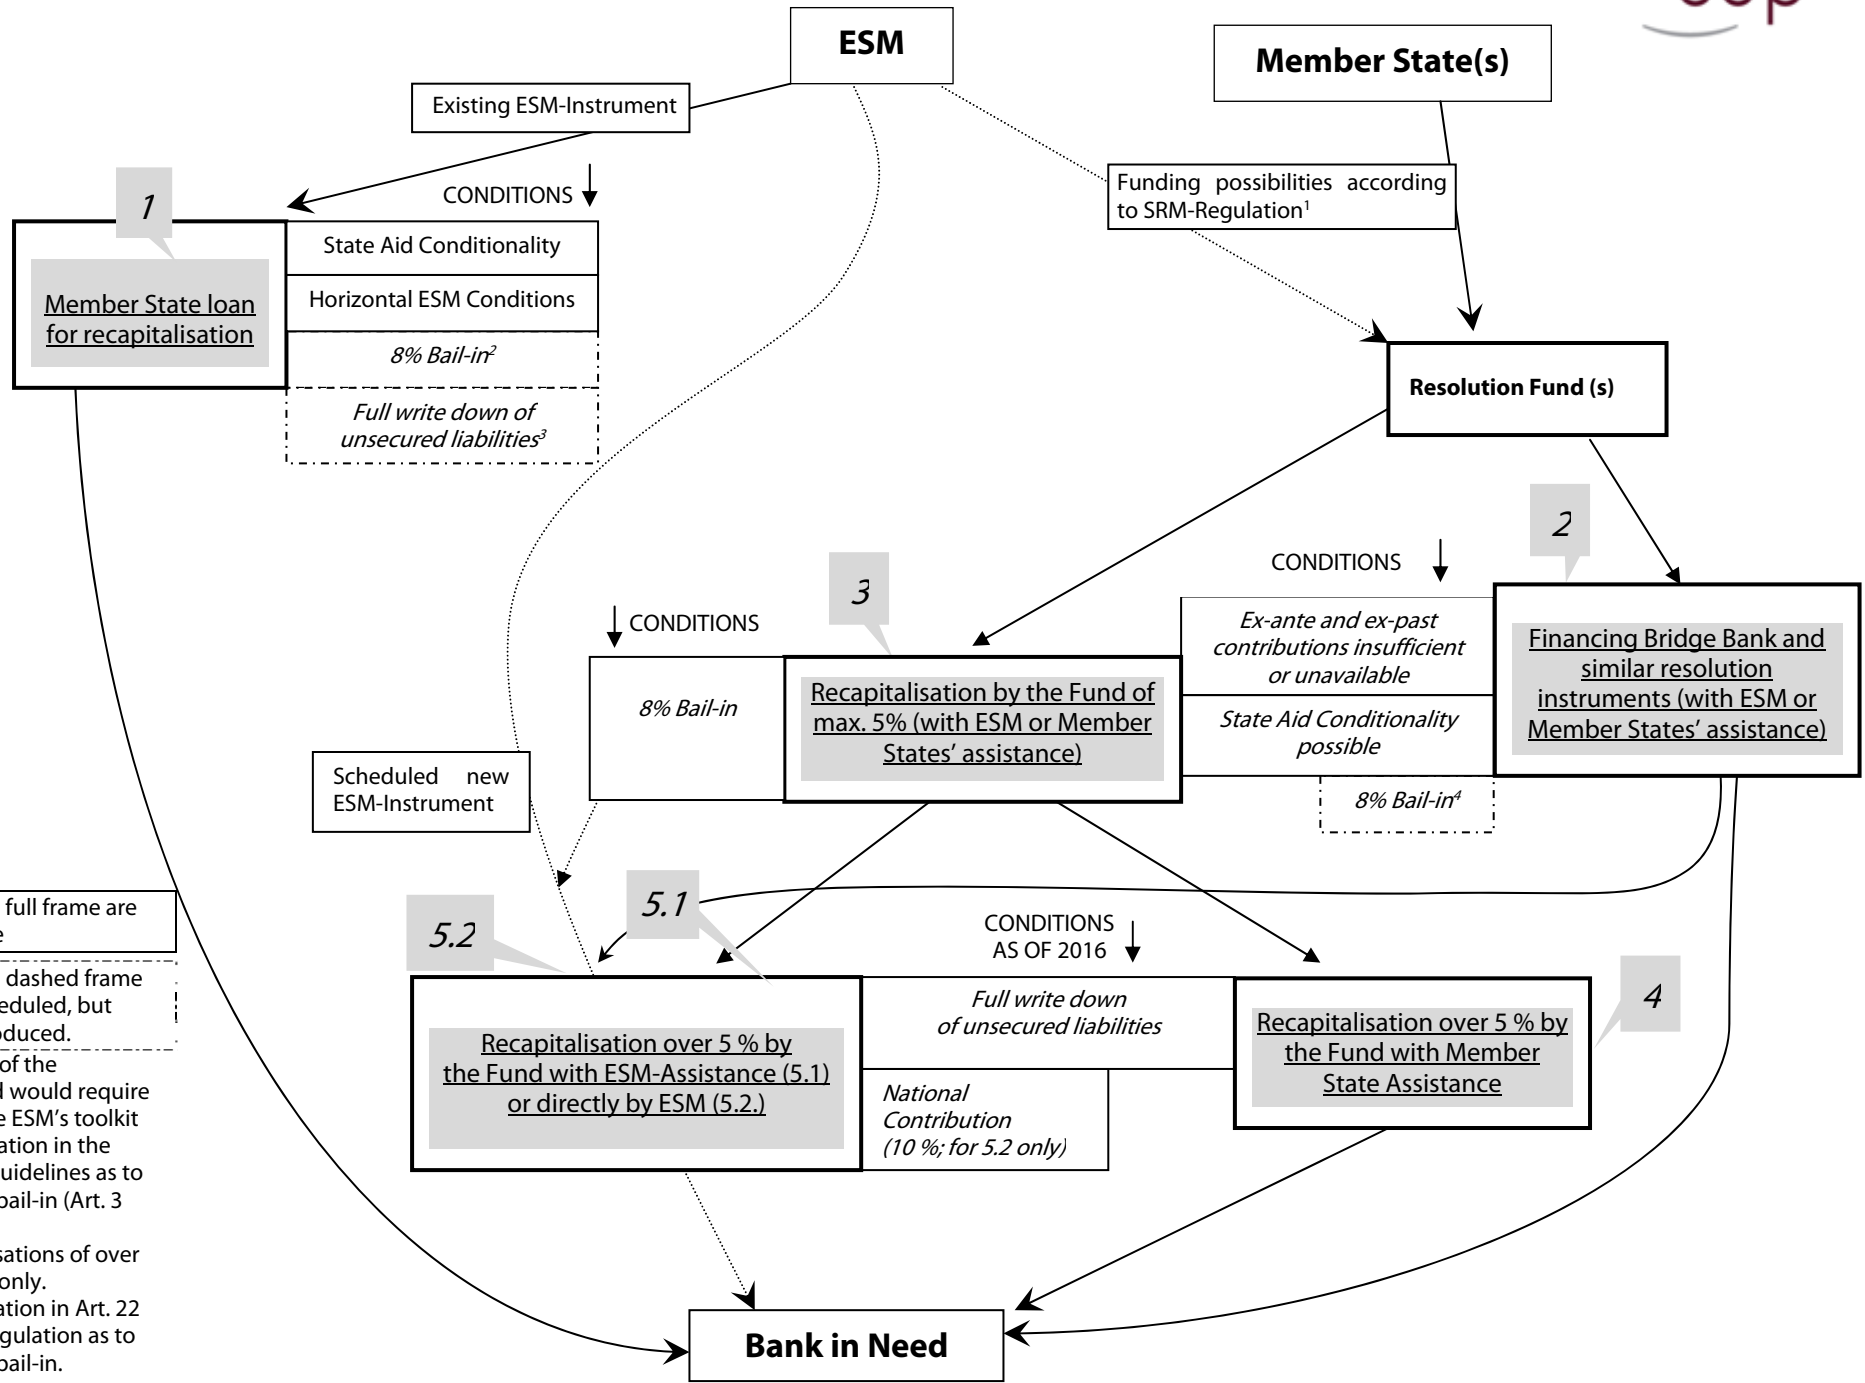 ESM
Member State(s)
Existing ESM-Instrument
Funding possibilities according
to SRM-Regulation¹
1
CONDITIONS
State Aid Conditionality
Member State loan
for recapitalisation
Horizontal ESM Conditions
8% Bail-in²
Full write down of
unsecured liabilities³
Resolution Fund (s)
2
CONDITIONS
3
CONDITIONS
Ex-ante and ex-past
contributions insufficient
or unavailable
Financing Bridge Bank and
similar resolution
instruments (with ESM or
Member States’ assistance)
8% Bail-in
Recapitalisation by the Fund of
max. 5% (with ESM or Member
States’ assistance)
State Aid Conditionality
possible
8% Bail-in⁴
Scheduled new
ESM-Instrument
full frame are
5.1
5.2
CONDITIONS
AS OF 2016
dashed frame
but
4
Full write down
of unsecured liabilities
Recapitalisation over 5 % by
the Fund with ESM-Assistance (5.1)
or directly by ESM (5.2.)
Recapitalisation over 5 % by
the Fund with Member
State Assistance
National
Contribution
(10 %; for 5.2 only)
of the
would require
ESM’s toolkit
in the
as to
bail-in (Art. 3
of over
only.
in Art. 22
as to
bail-in.
Bank in Need